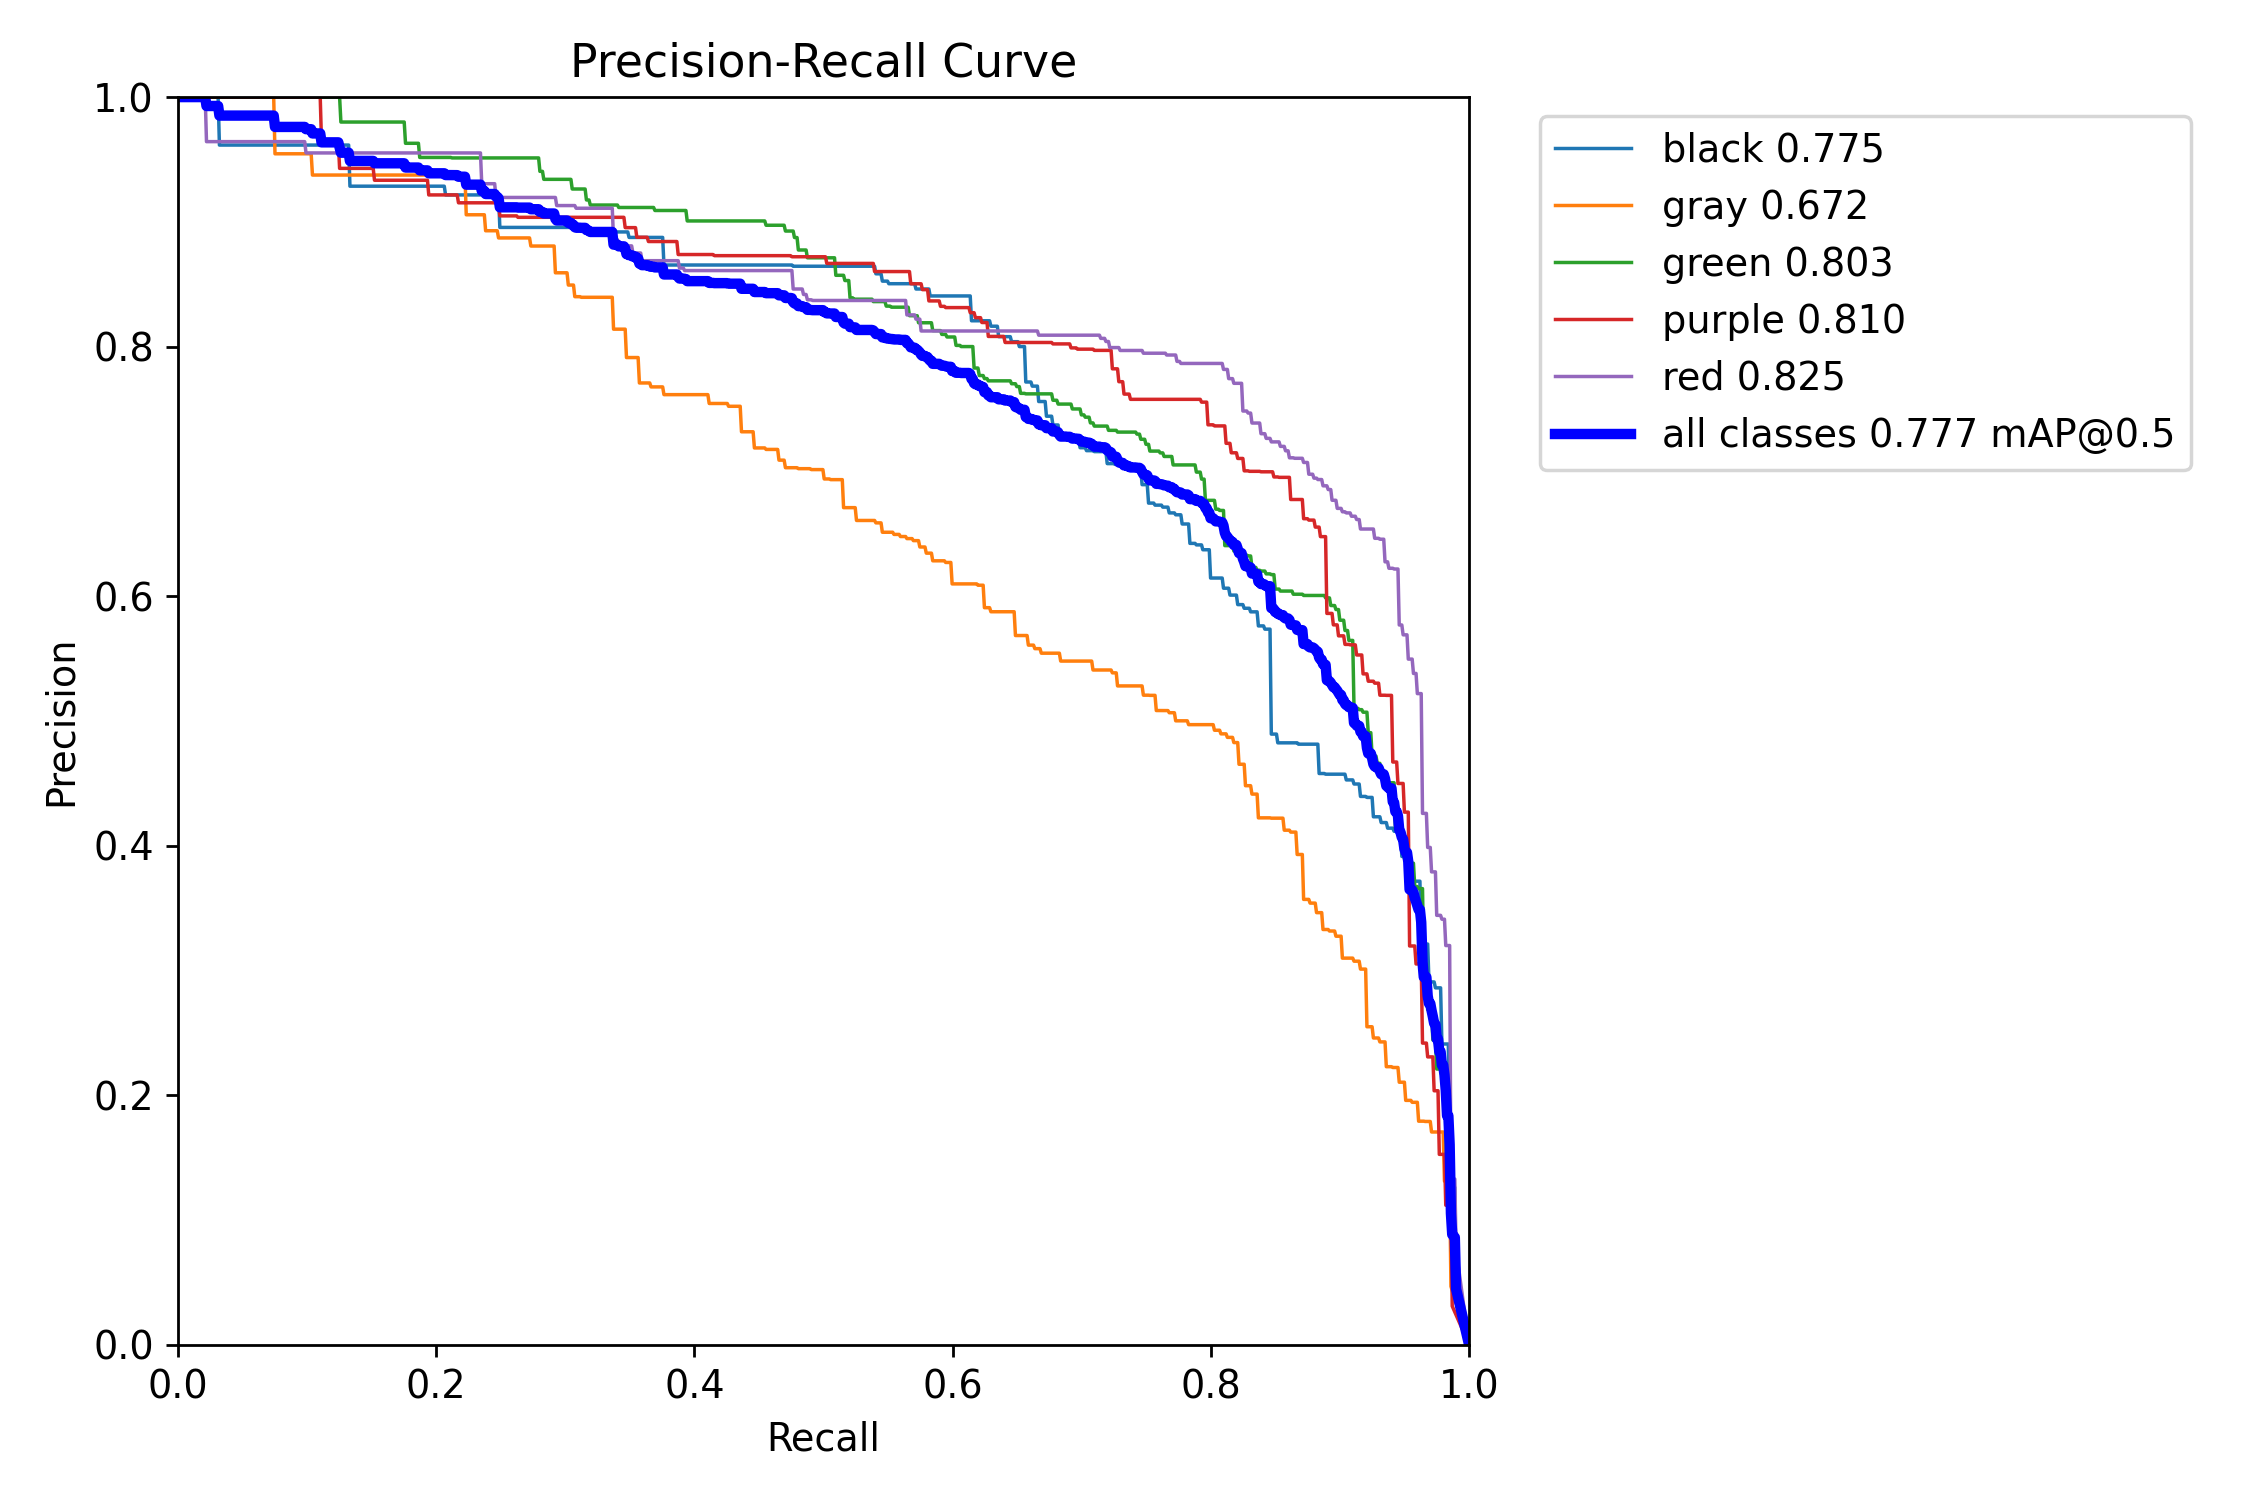 Precision-Recall Curve
1.0
0.8
0.6
0.4
0.2
0.0
Precision
0.0 0.2 0.4 0.6 0.8 1.0
Recall
black 0.775
gray 0.672
green 0.803
purple 0.810
red 0.825
all classes 0.777 mAP@0.5